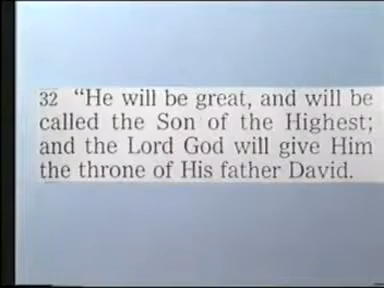 32 “He will be great, and will be
called the Son of the Highest;
and the Lord God will give Him
the throne of His father David.